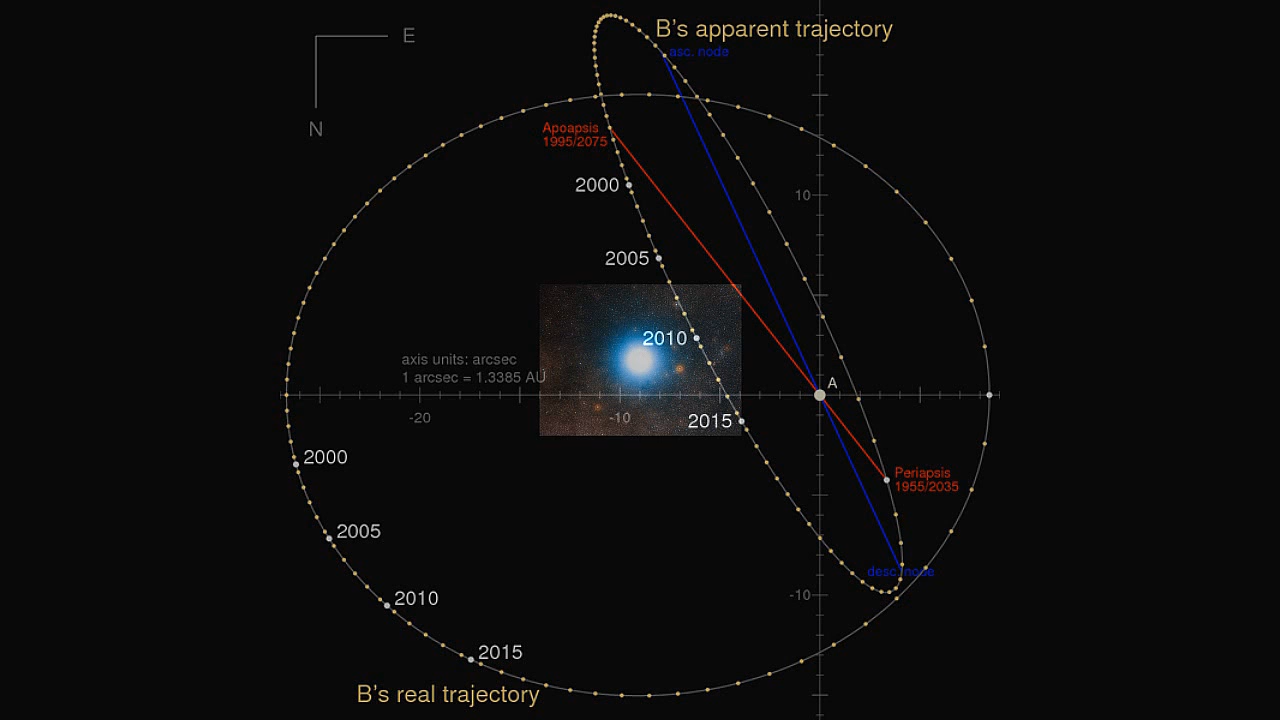 B's apparent trajectory
E
asc. node
N
Apoapsis
1995/2075
2000
10
2005
2010
axis units: arcsec
1 arcsec = 1.3385 AU
A
-20
-10
2015
2000
Periapsis
1955/2035
2005
desc. node
-10
2010
2015
B's real trajectory